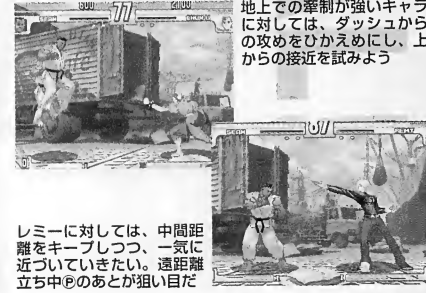 77
地上での牽制が強いキャラ
に対しては、ダッシュから
の攻めをひかえめにし、上
からの接近を試みよう
レミーに対しては、中間距
離をキープしつつ、一気に
近づいていきたい。遠距離
立ち中Ⓟのあとが狙い目だ
SEAN
REMY